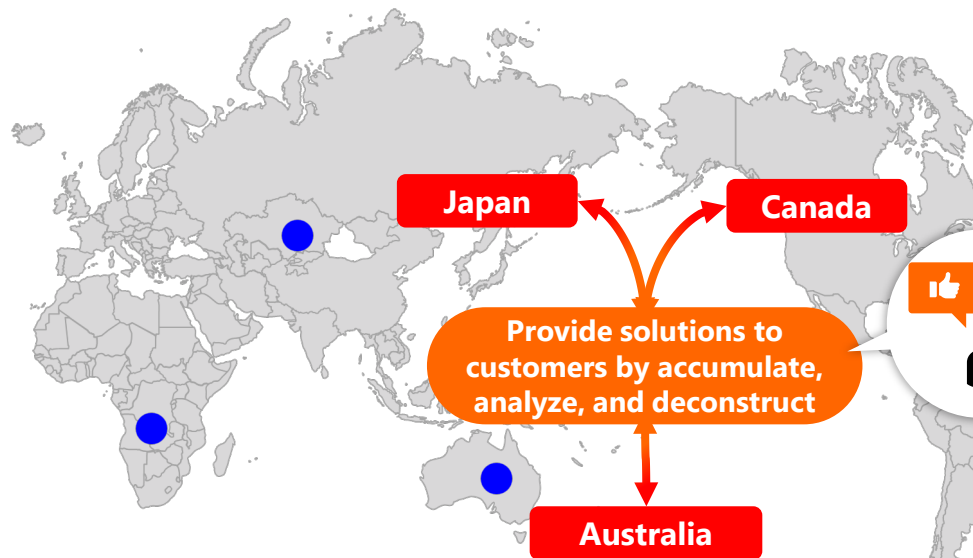 Japan
Canada
Provide solutions to
customers by accumulate,
analyze, and deconstruct
Australia